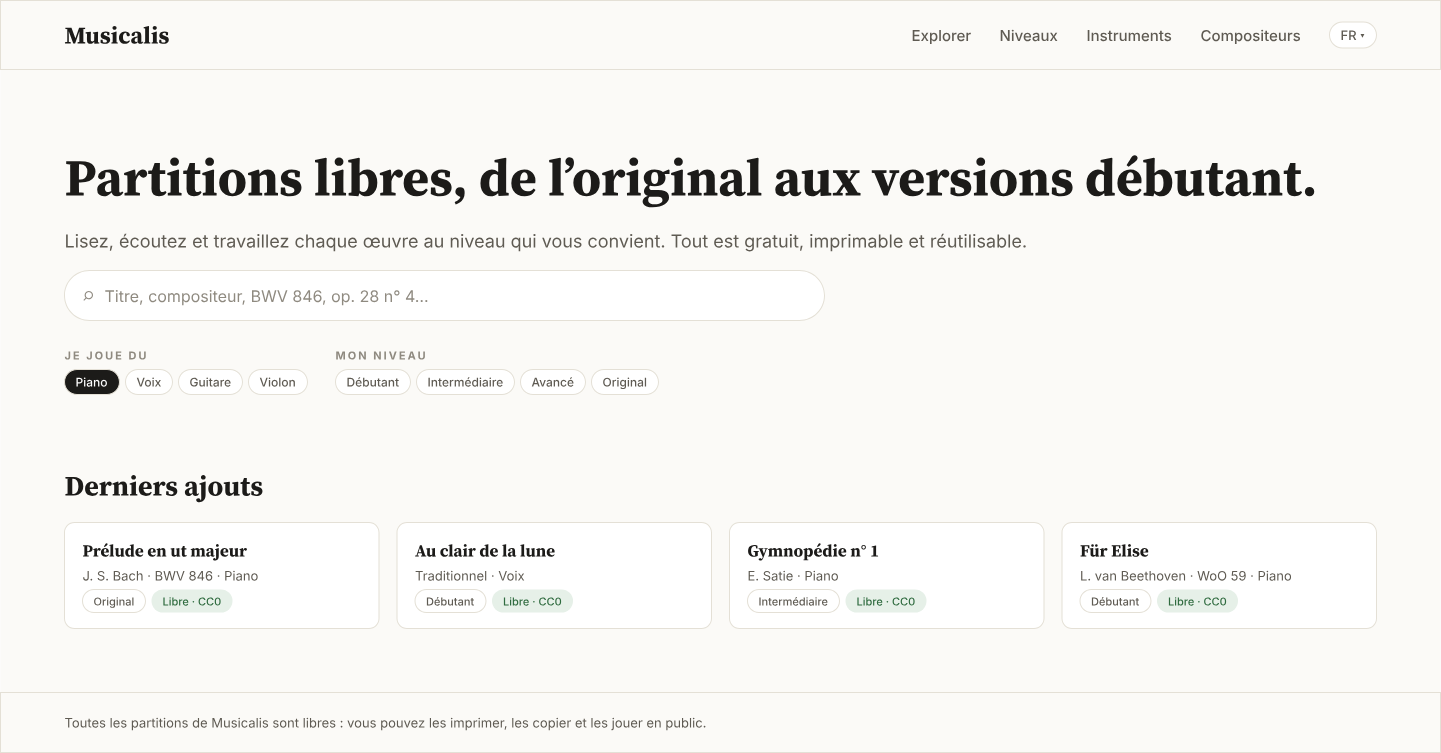 Musicalis
Explorer Niveaux Instruments Compositeurs FR ▾
Partitions libres, de l’original aux versions débutant.
Lisez, écoutez et travaillez chaque œuvre au niveau qui vous convient. Tout est gratuit, imprimable et réutilisable.
Titre, compositeur, BWV 846, op. 28 n° 4…
JE JOUE DU
Piano Voix Guitare Violon
MON NIVEAU
Débutant Intermédiaire Avancé Original
Derniers ajouts
Prélude en ut majeur
J. S. Bach · BWV 846 · Piano
Original Libre · CC0
Au clair de la lune
Traditionnel · Voix
Débutant Libre · CC0
Gymnopédie n° 1
E. Satie · Piano
Intermédiaire Libre · CC0
Für Elise
L. van Beethoven · WoO 59 · Piano
Débutant Libre · CC0
Toutes les partitions de Musicalis sont libres : vous pouvez les imprimer, les copier et les jouer en public.